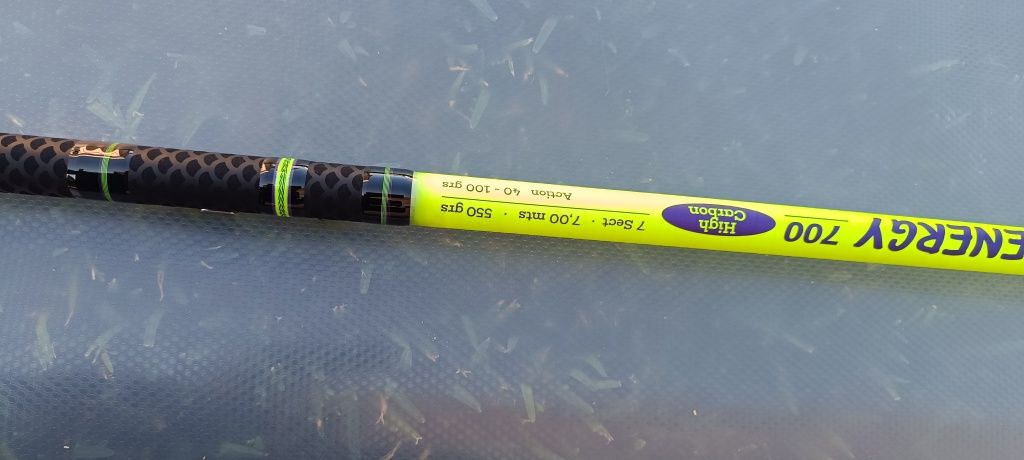 ENERGY 700
High
Carbon
7 Sect · 7,00 mts · 550 grs
Action 40 - 100 grs